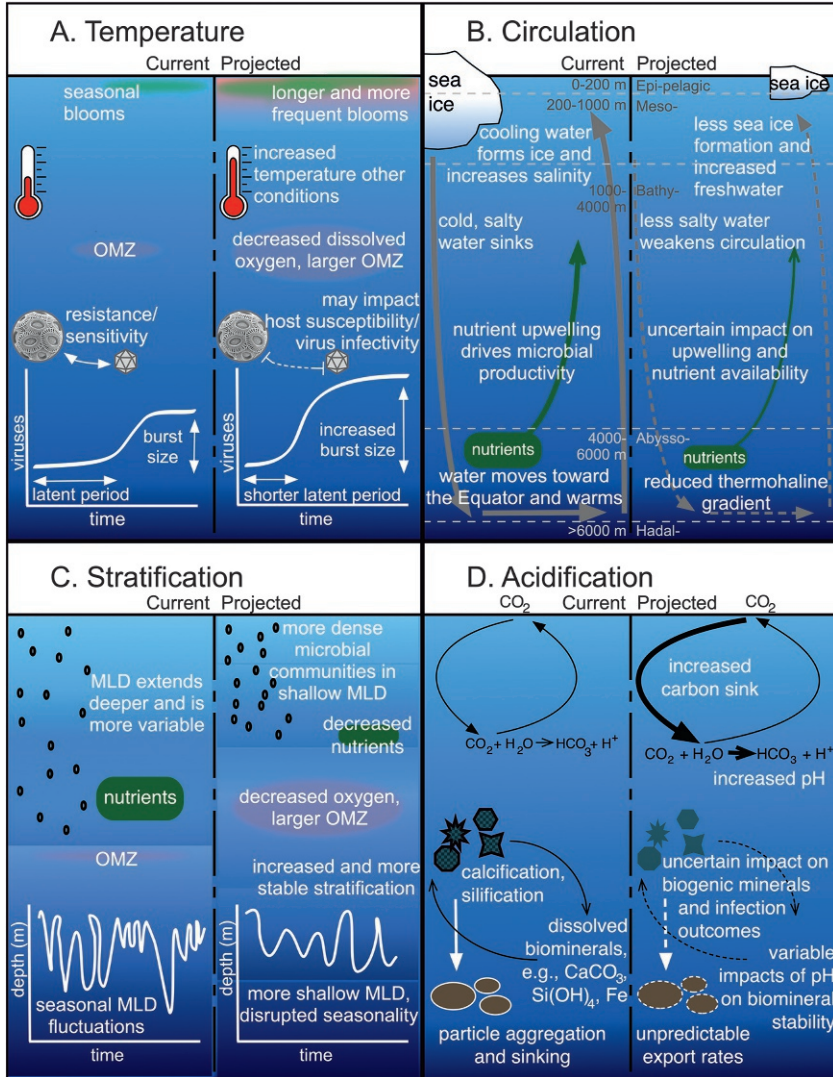 A. Temperature
Current Projected
seasonal
blooms
longer and more
frequent blooms
increased
temperature other
conditions
OMZ
decreased dissolved
oxygen, larger OMZ
resistance/
sensitivity
may impact
host susceptibility/
virus infectivity
viruses
burst
size
latent period
time
increased
burst size
shorter latent period
time
B. Circulation
Current Projected
sea
ice
0-200 m Epi-pelagic
200-1000 m Meso-
sea ice
cooling water
forms ice and
increases salinity
less sea ice
formation and
increased
freshwater
1000-
4000 m
Bathy-
cold, salty
water sinks
less salty water
weakens circulation
nutrient upwelling
drives microbial
productivity
uncertain impact on
upwelling and
nutrient availability
nutrients
4000-
6000 m
Abysso-
nutrients
water moves toward
the Equator and warms
reduced thermohaline
gradient
>6000 m Hadal-
C. Stratification
Current Projected
MLD extends
deeper and is
more variable
more dense
microbial
communities in
shallow MLD
decreased
nutrients
nutrients
decreased oxygen,
larger OMZ
OMZ
increased and more
stable stratification
depth (m)
seasonal MLD
fluctuations
time
depth (m)
more shallow MLD,
disrupted seasonality
time
D. Acidification
CO₂ Current Projected CO₂
increased
carbon sink
CO₂ + H₂O → HCO₃ + H⁺
CO₂ + H₂O → HCO₃ + H⁺
increased pH
calcification,
silification
uncertain impact on
biogenic minerals
and infection
outcomes
dissolved
biominerals,
e.g., CaCO₃,
Si(OH)₄, Fe
variable
impacts of pH
on biomineral
stability
particle aggregation
and sinking
unpredictable
export rates